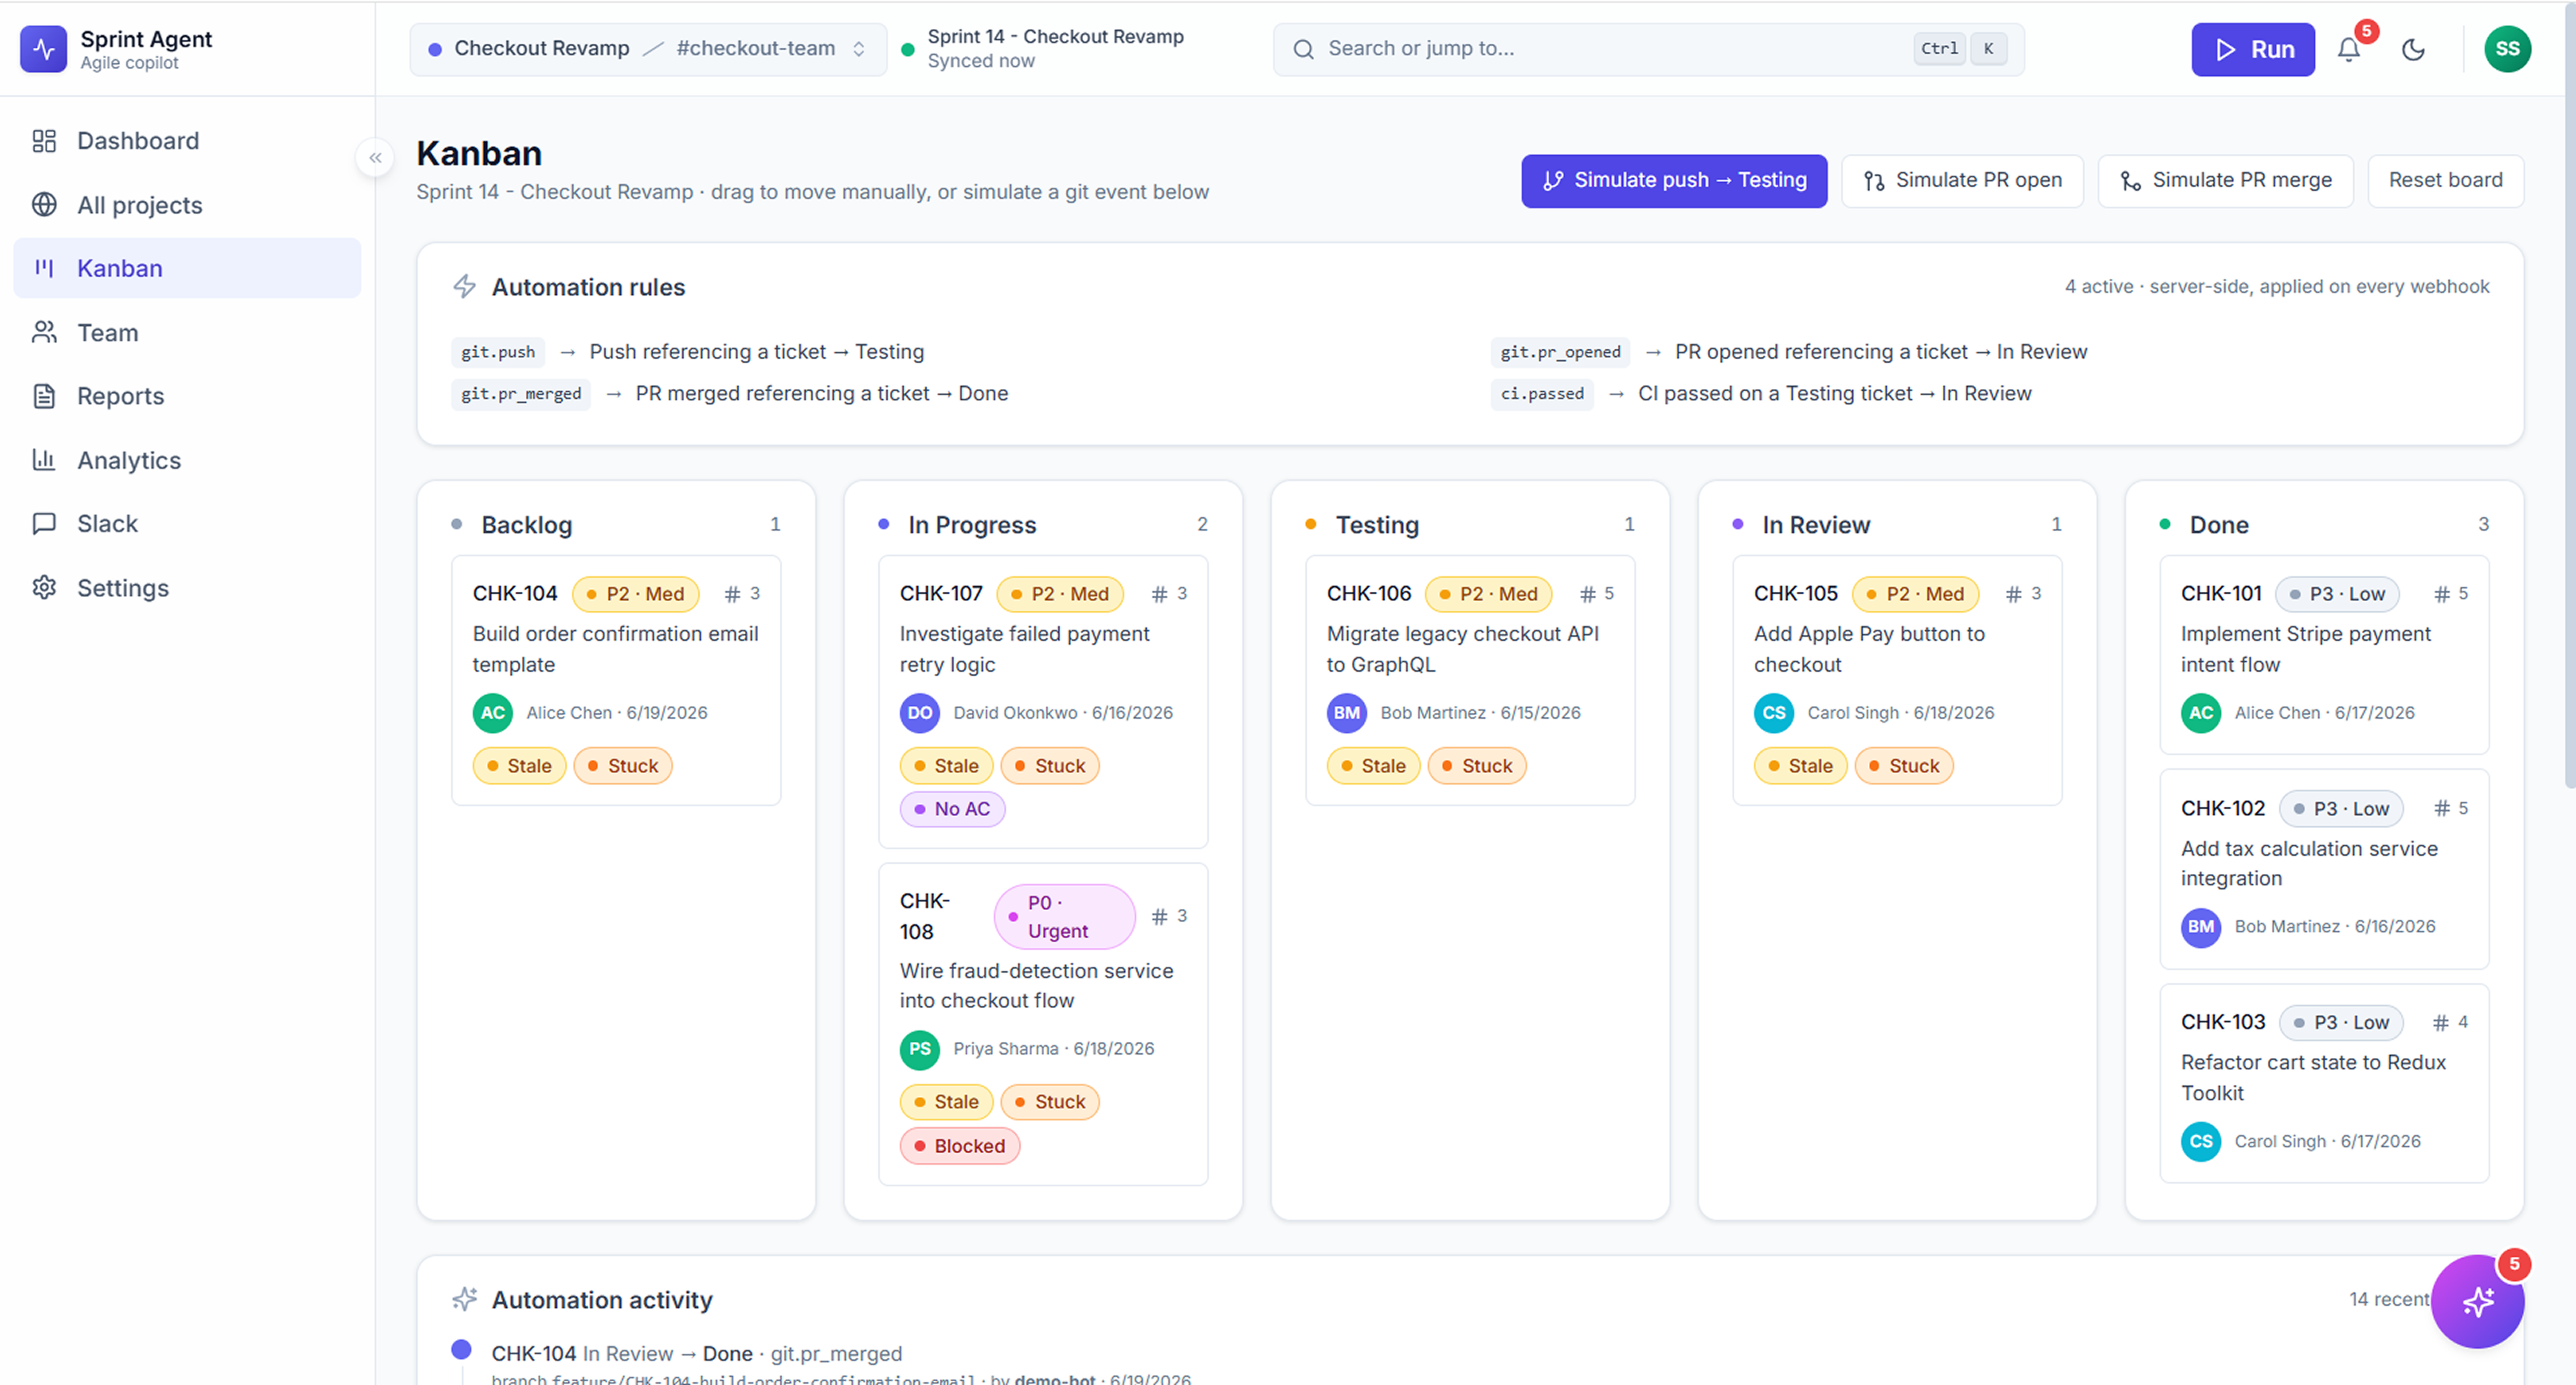 Sprint Agent
Agile copilot
Checkout Revamp / #checkout-team
Sprint 14 - Checkout Revamp
Synced now
Search or jump to...
Ctrl K
Run
5
SS
Dashboard
All projects
Kanban
Team
Reports
Analytics
Slack
Settings
Kanban
Sprint 14 - Checkout Revamp · drag to move manually, or simulate a git event below
Simulate push → Testing
Simulate PR open
Simulate PR merge
Reset board
Automation rules
4 active · server-side, applied on every webhook
git.push → Push referencing a ticket → Testing
git.pr_opened → PR opened referencing a ticket → In Review
git.pr_merged → PR merged referencing a ticket → Done
ci.passed → CI passed on a Testing ticket → In Review
Backlog 1
CHK-104 P2 · Med # 3
Build order confirmation email
template
AC Alice Chen · 6/19/2026
Stale Stuck
In Progress 2
CHK-107 P2 · Med # 3
Investigate failed payment
retry logic
DO David Okonkwo · 6/16/2026
Stale Stuck
No AC
CHK-
108
P0 ·
Urgent
# 3
Wire fraud-detection service
into checkout flow
PS Priya Sharma · 6/18/2026
Stale Stuck
Blocked
Testing 1
CHK-106 P2 · Med # 5
Migrate legacy checkout API
to GraphQL
BM Bob Martinez · 6/15/2026
Stale Stuck
In Review 1
CHK-105 P2 · Med # 3
Add Apple Pay button to
checkout
CS Carol Singh · 6/18/2026
Stale Stuck
Done 3
CHK-101 P3 · Low # 5
Implement Stripe payment
intent flow
AC Alice Chen · 6/17/2026
CHK-102 P3 · Low # 5
Add tax calculation service
integration
BM Bob Martinez · 6/16/2026
CHK-103 P3 · Low # 4
Refactor cart state to Redux
Toolkit
CS Carol Singh · 6/17/2026
Automation activity
14 recent
5
CHK-104 In Review → Done · git.pr_merged
branch feature/CHK-104-build-order-confirmation-email · by demo-bot · 6/19/2026